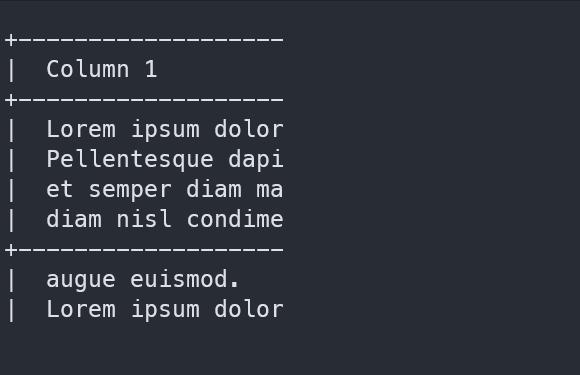 +-------------------
|  Column 1
+-------------------
|  Lorem ipsum dolor
|  Pellentesque dapi
|  et semper diam ma
|  diam nisl condime
+-------------------
|  augue euismod.
|  Lorem ipsum dolor